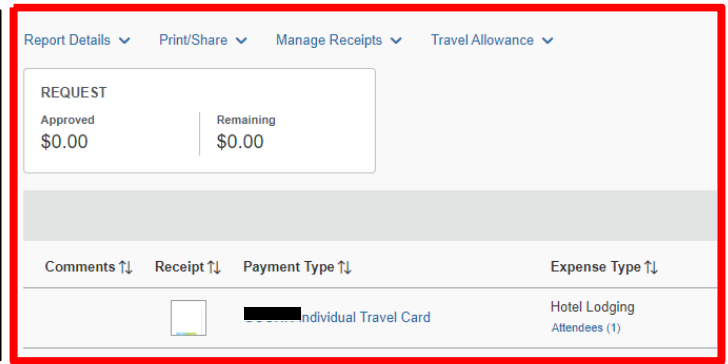 Report Details Print/Share Manage Receipts Travel Allowance
REQUEST
Approved Remaining
$0.00 $0.00
Comments Receipt Payment Type Expense Type
Individual Travel Card Hotel Lodging
Attendees (1)